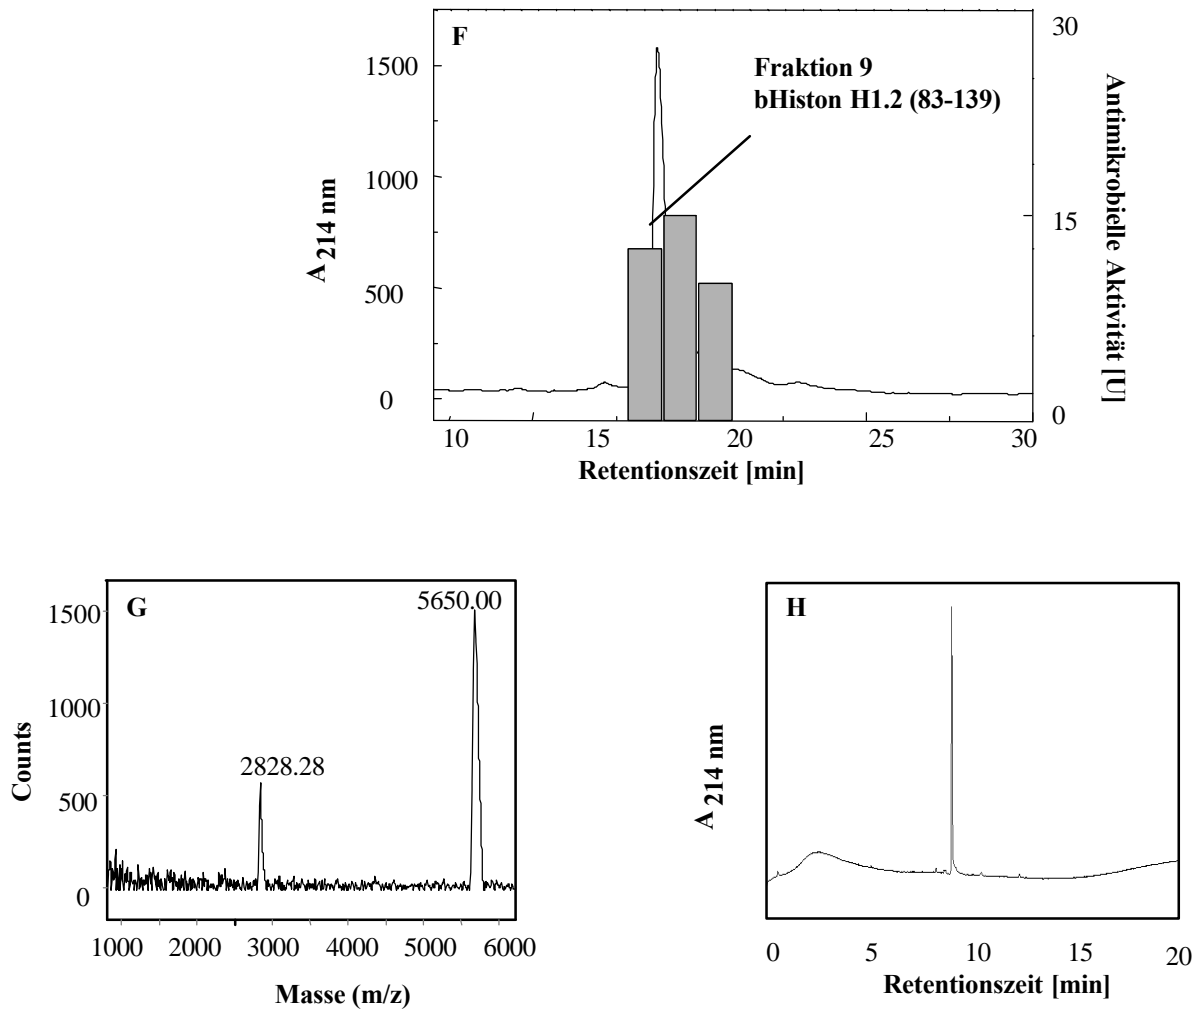 F
30
1500
Fraktion 9
bHiston H1.2 (83-139)
1000
15
500
0
0
A 214 nm
Antimikrobielle Aktivität [U]
10 15 20 25 30
Retentionszeit [min]
G
5650.00
1500
1000
2828.28
500
0
Counts
1000 2000 3000 4000 5000 6000
Masse (m/z)
H
A 214 nm
0 5 10 15 20
Retentionszeit [min]